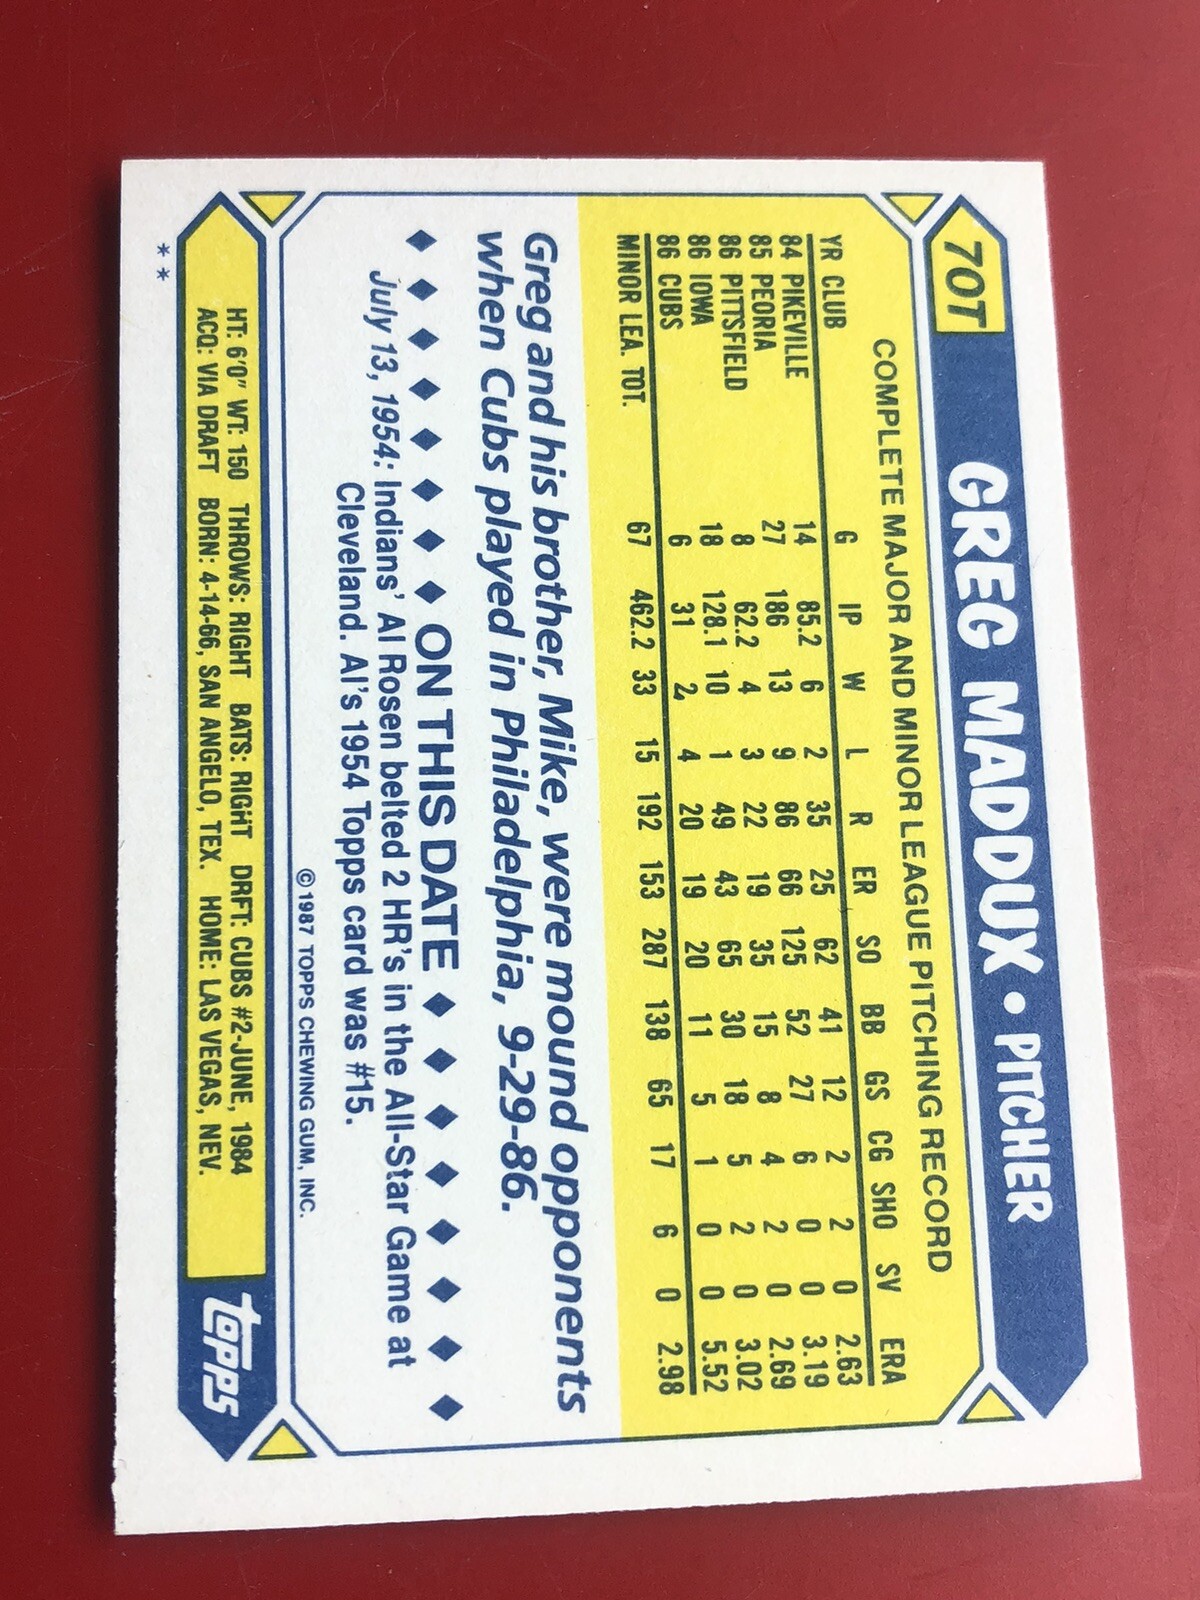 70T GREG MADDUX • PITCHER
COMPLETE MAJOR AND MINOR LEAGUE PITCHING RECORD
YR CLUB G IP W L R ER SO BB GS CG SHO SV ERA
84 PIKEVILLE 14 85.2 6 2 35 25 62 41 12 2 2 0 2.63
85 PEORIA 27 186 13 9 86 66 125 52 27 6 0 0 3.19
86 PITTSFIELD 8 62.2 4 3 22 19 35 15 8 4 2 0 2.69
86 IOWA 18 128.1 10 1 49 43 65 30 18 5 2 0 3.02
86 CUBS 6 31 2 4 20 19 20 11 5 1 0 0 5.52
MINOR LEA. TOT. 67 462.2 33 15 192 153 287 138 65 17 6 0 2.98
Greg and his brother, Mike, were mound opponents
when Cubs played in Philadelphia, 9-29-86.
◆ ◆ ◆ ◆ ◆ ◆ ◆ ◆ ON THIS DATE ◆ ◆ ◆ ◆ ◆ ◆ ◆ ◆
July 13, 1954: Indians' Al Rosen belted 2 HR's in the All-Star Game at
Cleveland. Al's 1954 Topps card was #15.
© 1987 TOPPS CHEWING GUM, INC.
HT: 6'0" WT: 150 THROWS: RIGHT BATS: RIGHT DRFT: CUBS #2-JUNE, 1984
ACQ: VIA DRAFT BORN: 4-14-66, SAN ANGELO, TEX. HOME: LAS VEGAS, NEV.
topps
**